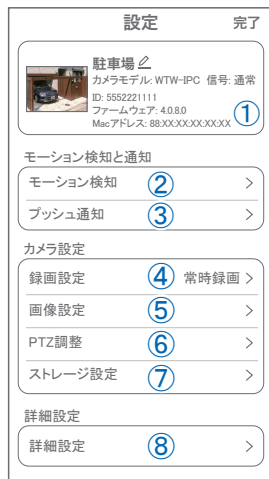 設定 完了
駐車場
カメラモデル: WTW-IPC 信号: 通常
ID: 5552221111
ファームウェア: 4.0.8.0
Macアドレス: 88:XX:XX:XX:XX:XX ①
モーション検知と通知
モーション検知 ② >
プッシュ通知 ③ >
カメラ設定
録画設定 ④ 常時録画 >
画像設定 ⑤ >
PTZ調整 ⑥ >
ストレージ設定 ⑦ >
詳細設定
詳細設定 ⑧ >